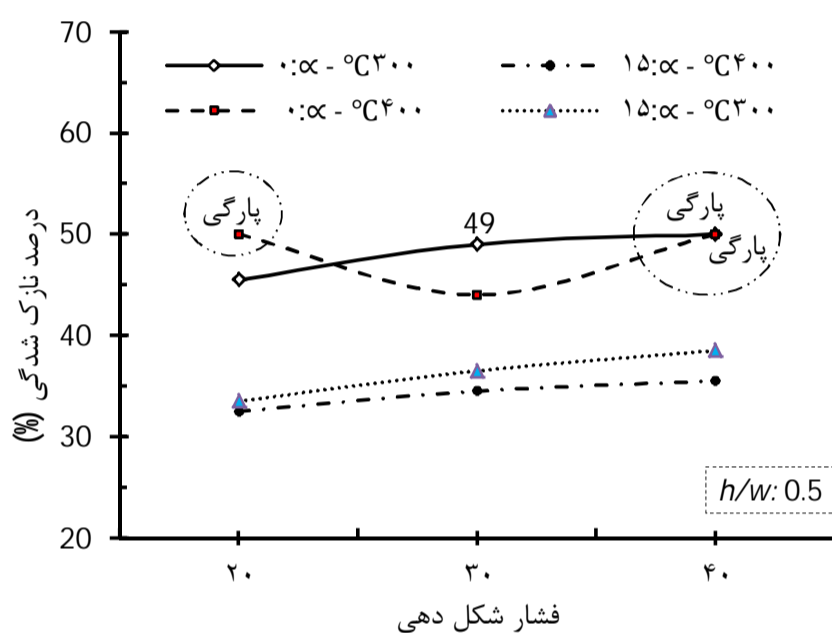 70
60
50
40
30
20
درصد نازک شدگی (%)
۰:∝ - °C۳۰۰
۱۵:∝ - °C۴۰۰
۰:∝ - °C۴۰۰
۱۵:∝ - °C۳۰۰
پارگی
49
پارگی
پارگی
h/w: 0.5
۲۰
۳۰
۴۰
فشار شکل دهی